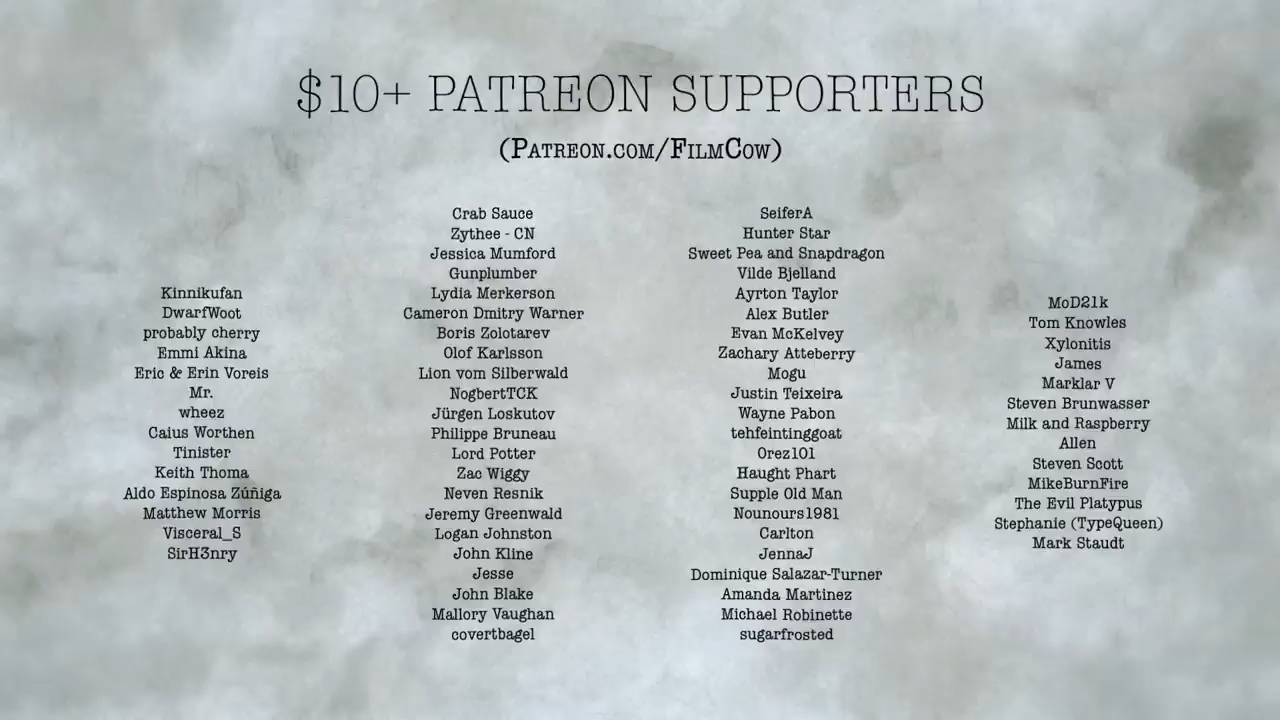 $10+ PATREON SUPPORTERS
(PATREON.COM/FILMCOW)
Kinnikufan
DwarfWoot
probably cherry
Emmi Akina
Eric & Erin Voreis
Mr.
wheez
Caius Worthen
Tinister
Keith Thoma
Aldo Espinosa Zúñiga
Matthew Morris
Visceral_S
SirH3nry
Crab Sauce
Zythee - CN
Jessica Mumford
Gunplumber
Lydia Merkerson
Cameron Dmitry Warner
Boris Zolotarev
Olof Karlsson
Lion vom Silberwald
NogbertTCK
Jürgen Loskutov
Philippe Bruneau
Lord Potter
Zac Wiggy
Neven Resnik
Jeremy Greenwald
Logan Johnston
John Kline
Jesse
John Blake
Mallory Vaughan
covertbagel
SeiferA
Hunter Star
Sweet Pea and Snapdragon
Vilde Bjelland
Ayrton Taylor
Alex Butler
Evan McKelvey
Zachary Atteberry
Mogu
Justin Teixeira
Wayne Pabon
tehfeintinggoat
Orez101
Haught Phart
Supple Old Man
Nounours1981
Carlton
JennaJ
Dominique Salazar-Turner
Amanda Martinez
Michael Robinette
sugarfrosted
MoD21k
Tom Knowles
Xylonitis
James
Marklar V
Steven Brunwasser
Milk and Raspberry
Allen
Steven Scott
MikeBurnFire
The Evil Platypus
Stephanie (TypeQueen)
Mark Staudt